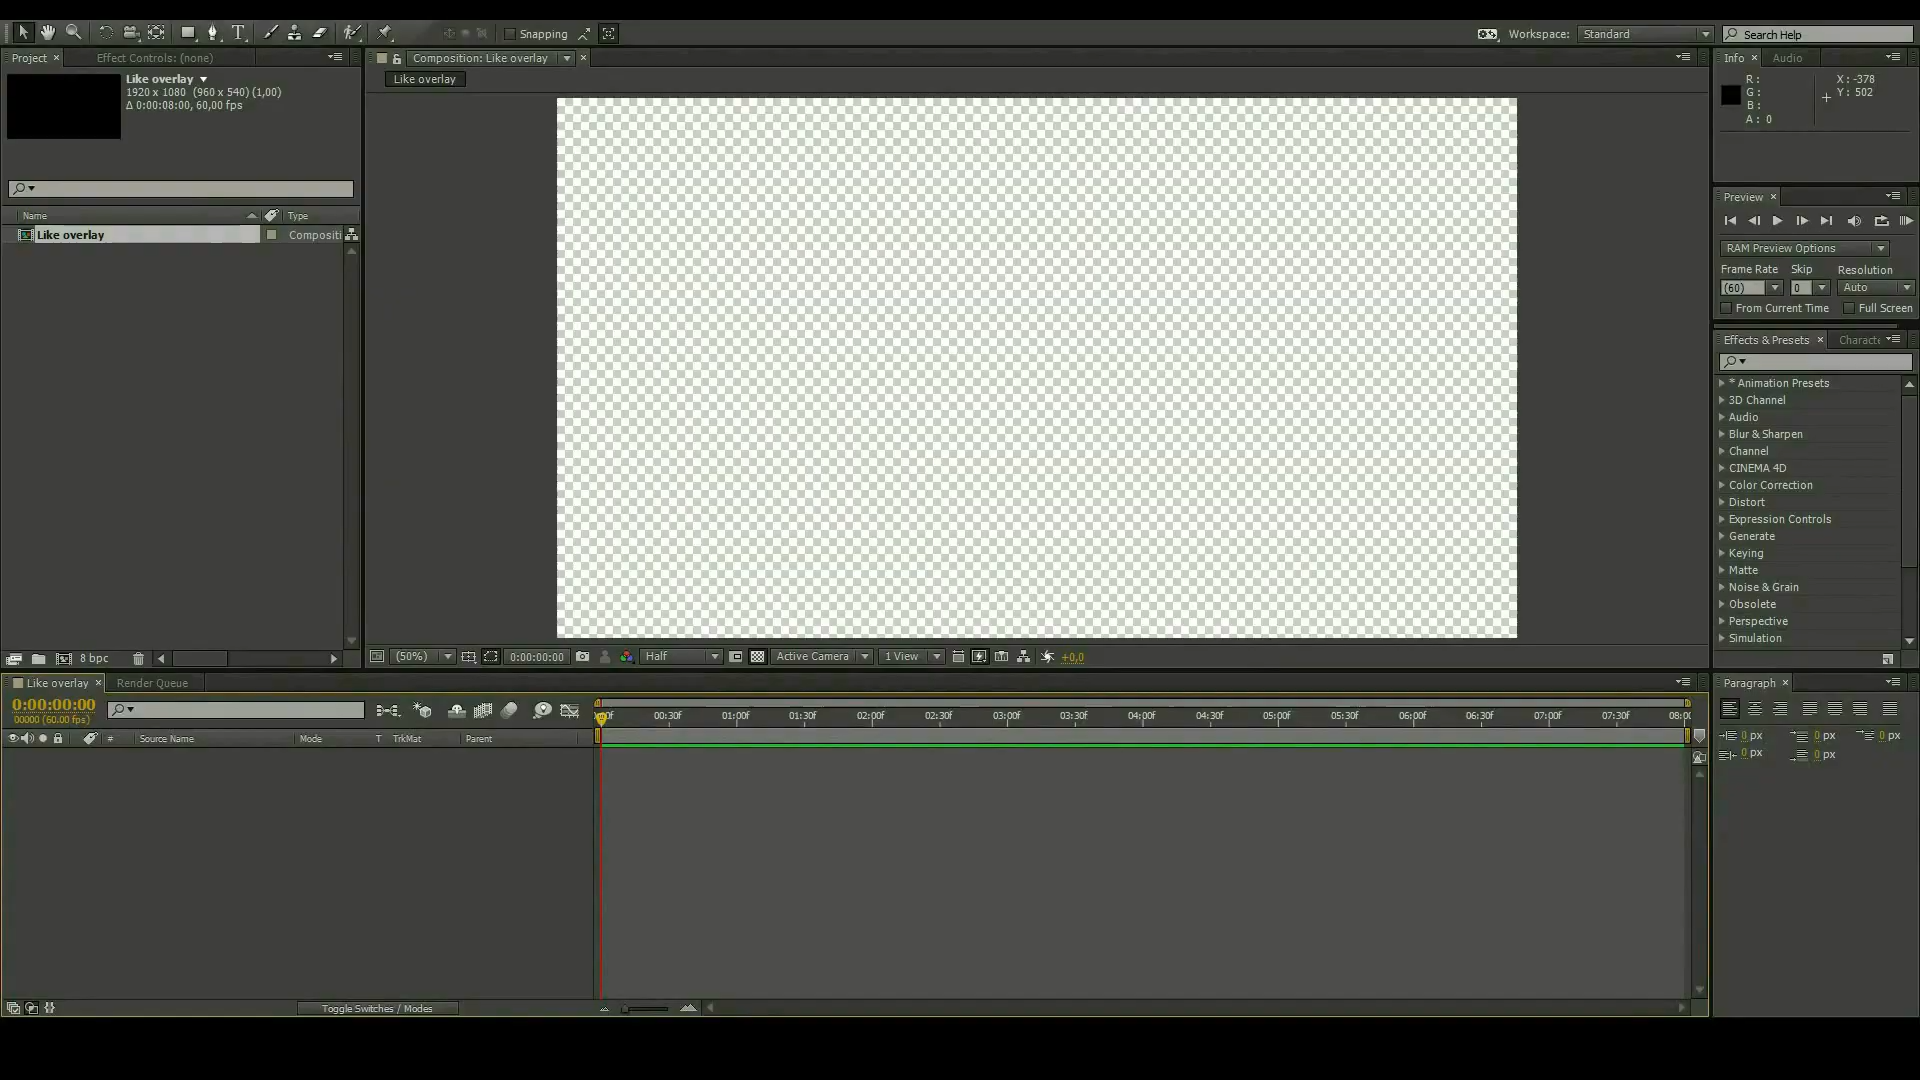 Snapping
Workspace: Standard
Search Help
Project
Effect Controls: (none)
Composition: Like overlay
Info
Audio
Like overlay
1920 x 1080 (960 x 540) (1,00)
Δ 0:00:08:00, 60,00 fps
Like overlay
R :
G :
B :
A : 0
X : -378
Y : 502
Preview
RAM Preview Options
Frame Rate Skip Resolution
(60) 0 Auto
From Current Time Full Screen
Name Type
Like overlay Compositi
Effects & Presets
Characte
* Animation Presets
3D Channel
Audio
Blur & Sharpen
Channel
CINEMA 4D
Color Correction
Distort
Expression Controls
Generate
Keying
Matte
Noise & Grain
Obsolete
Perspective
Simulation
8 bpc
(50%) 0:00:00:00 Half Active Camera 1 View +0,0
Like overlay
Render Queue
Paragraph
0:00:00:00
00000 (60.00 fps)
00:30f 01:00f 01:30f 02:00f 02:30f 03:00f 03:30f 04:00f 04:30f 05:00f 05:30f 06:00f 06:30f 07:00f 07:30f 08:0
# Source Name Mode T TrkMat Parent
0 px 0 px 0 px
0 px 0 px
Toggle Switches / Modes